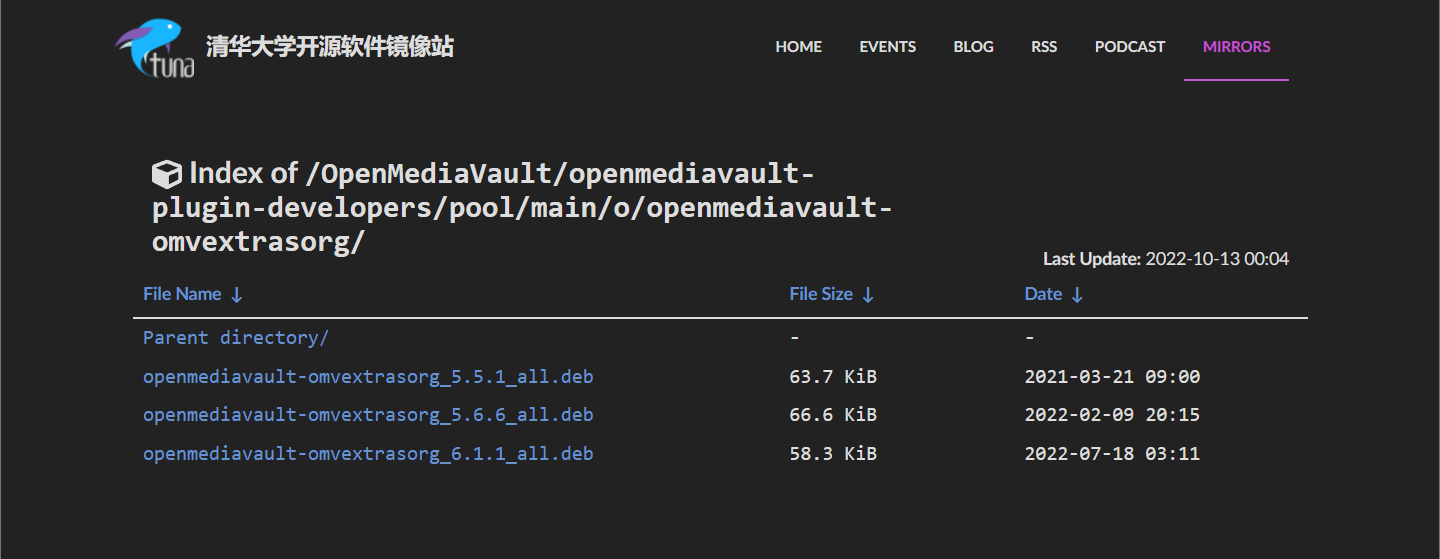 tuna 清华大学开源软件镜像站 HOME EVENTS BLOG RSS PODCAST MIRRORS
Index of /OpenMediaVault/openmediavault-
plugin-developers/pool/main/o/openmediavault-
omvextrasorg/
Last Update: 2022-10-13 00:04
File Name ↓ File Size ↓ Date ↓
Parent directory/ - -
openmediavault-omvextrasorg_5.5.1_all.deb 63.7 KiB 2021-03-21 09:00
openmediavault-omvextrasorg_5.6.6_all.deb 66.6 KiB 2022-02-09 20:15
openmediavault-omvextrasorg_6.1.1_all.deb 58.3 KiB 2022-07-18 03:11